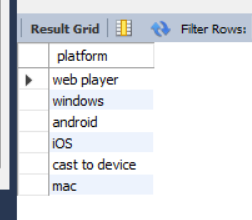 Result Grid Filter Rows:
platform
web player
windows
android
iOS
cast to device
mac